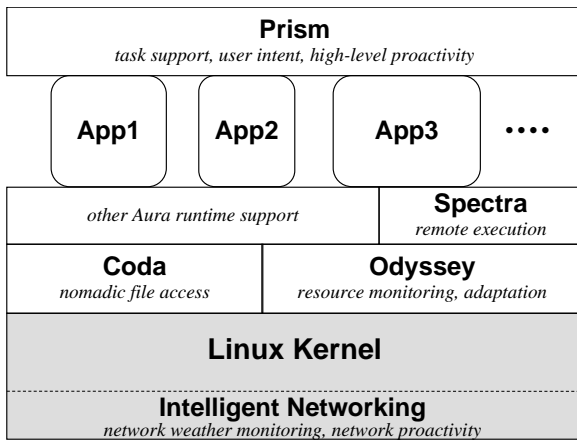 Prism
task support, user intent, high-level proactivity
App1 App2 App3 ••••
other Aura runtime support
Spectra
remote execution
Coda
nomadic file access
Odyssey
resource monitoring, adaptation
Linux Kernel
Intelligent Networking
network weather monitoring, network proactivity